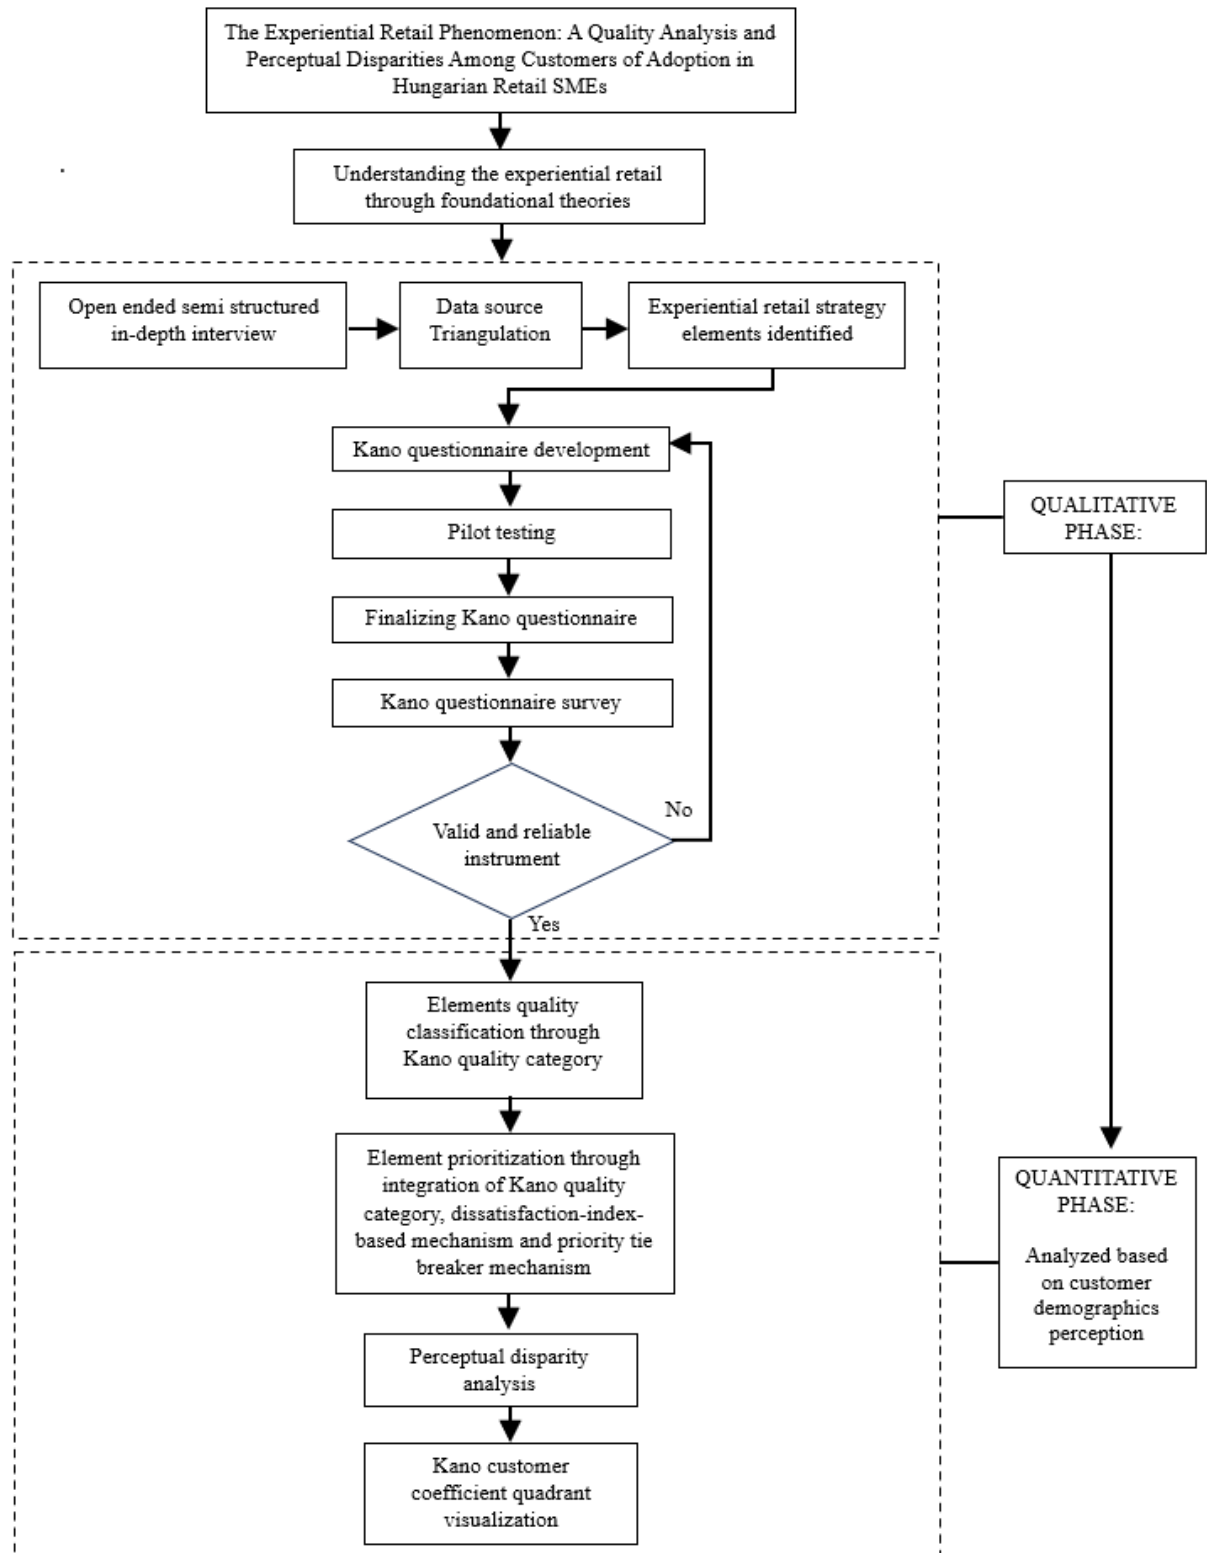 The Experiential Retail Phenomenon: A Quality Analysis and
Perceptual Disparities Among Customers of Adoption in
Hungarian Retail SMEs
Understanding the experiential retail
through foundational theories
Open ended semi structured
in-depth interview
Data source
Triangulation
Experiential retail strategy
elements identified
Kano questionnaire development
Pilot testing
Finalizing Kano questionnaire
Kano questionnaire survey
Valid and reliable
instrument
No
Yes
QUALITATIVE
PHASE:
Elements quality
classification through
Kano quality category
Element prioritization through
integration of Kano quality
category, dissatisfaction-index-
based mechanism and priority tie
breaker mechanism
Perceptual disparity
analysis
Kano customer
coefficient quadrant
visualization
QUANTITATIVE
PHASE:
Analyzed based
on customer
demographics
perception